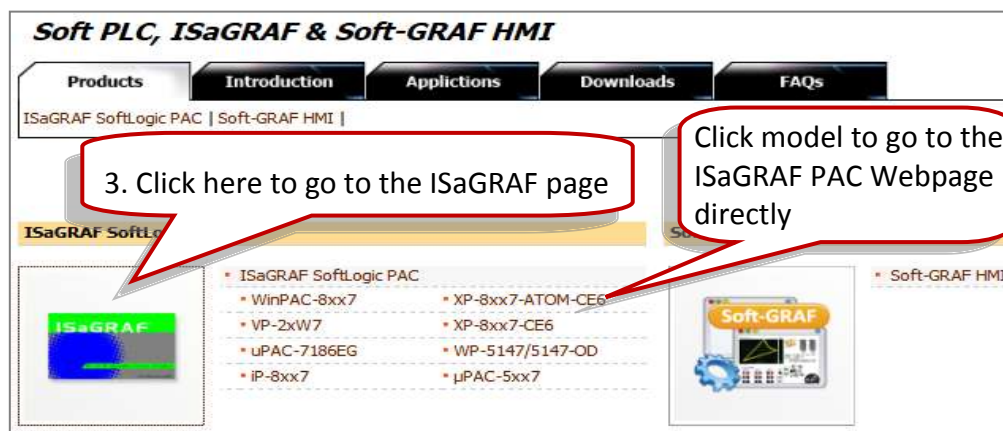 Soft PLC, ISaGRAF & Soft-GRAF HMI
Products Introduction Applictions Downloads FAQs
ISaGRAF SoftLogic PAC | Soft-GRAF HMI |
3. Click here to go to the ISaGRAF page
Click model to go to the
ISaGRAF PAC Webpage
directly
ISaGRAF
ISaGRAF SoftLogic PAC
WinPAC-8xx7 XP-8xx7-ATOM-CE6
VP-2xW7 XP-8xx7-CE6
uPAC-7186EG WP-5147/5147-OD
iP-8xx7 µPAC-5xx7
ISaGRAF
Soft-GRAF
Soft-GRAF HMI